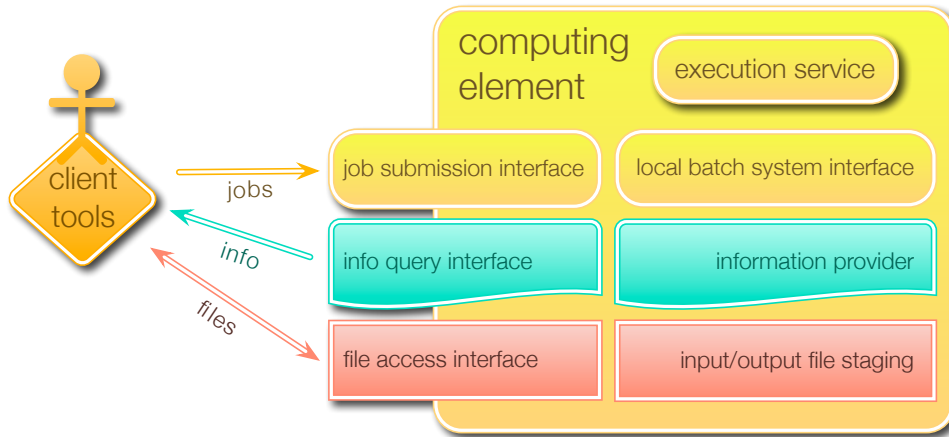 computing
element
execution service
client
tools
jobs
job submission interface
local batch system interface
info
info query interface
information provider
files
file access interface
input/output file staging